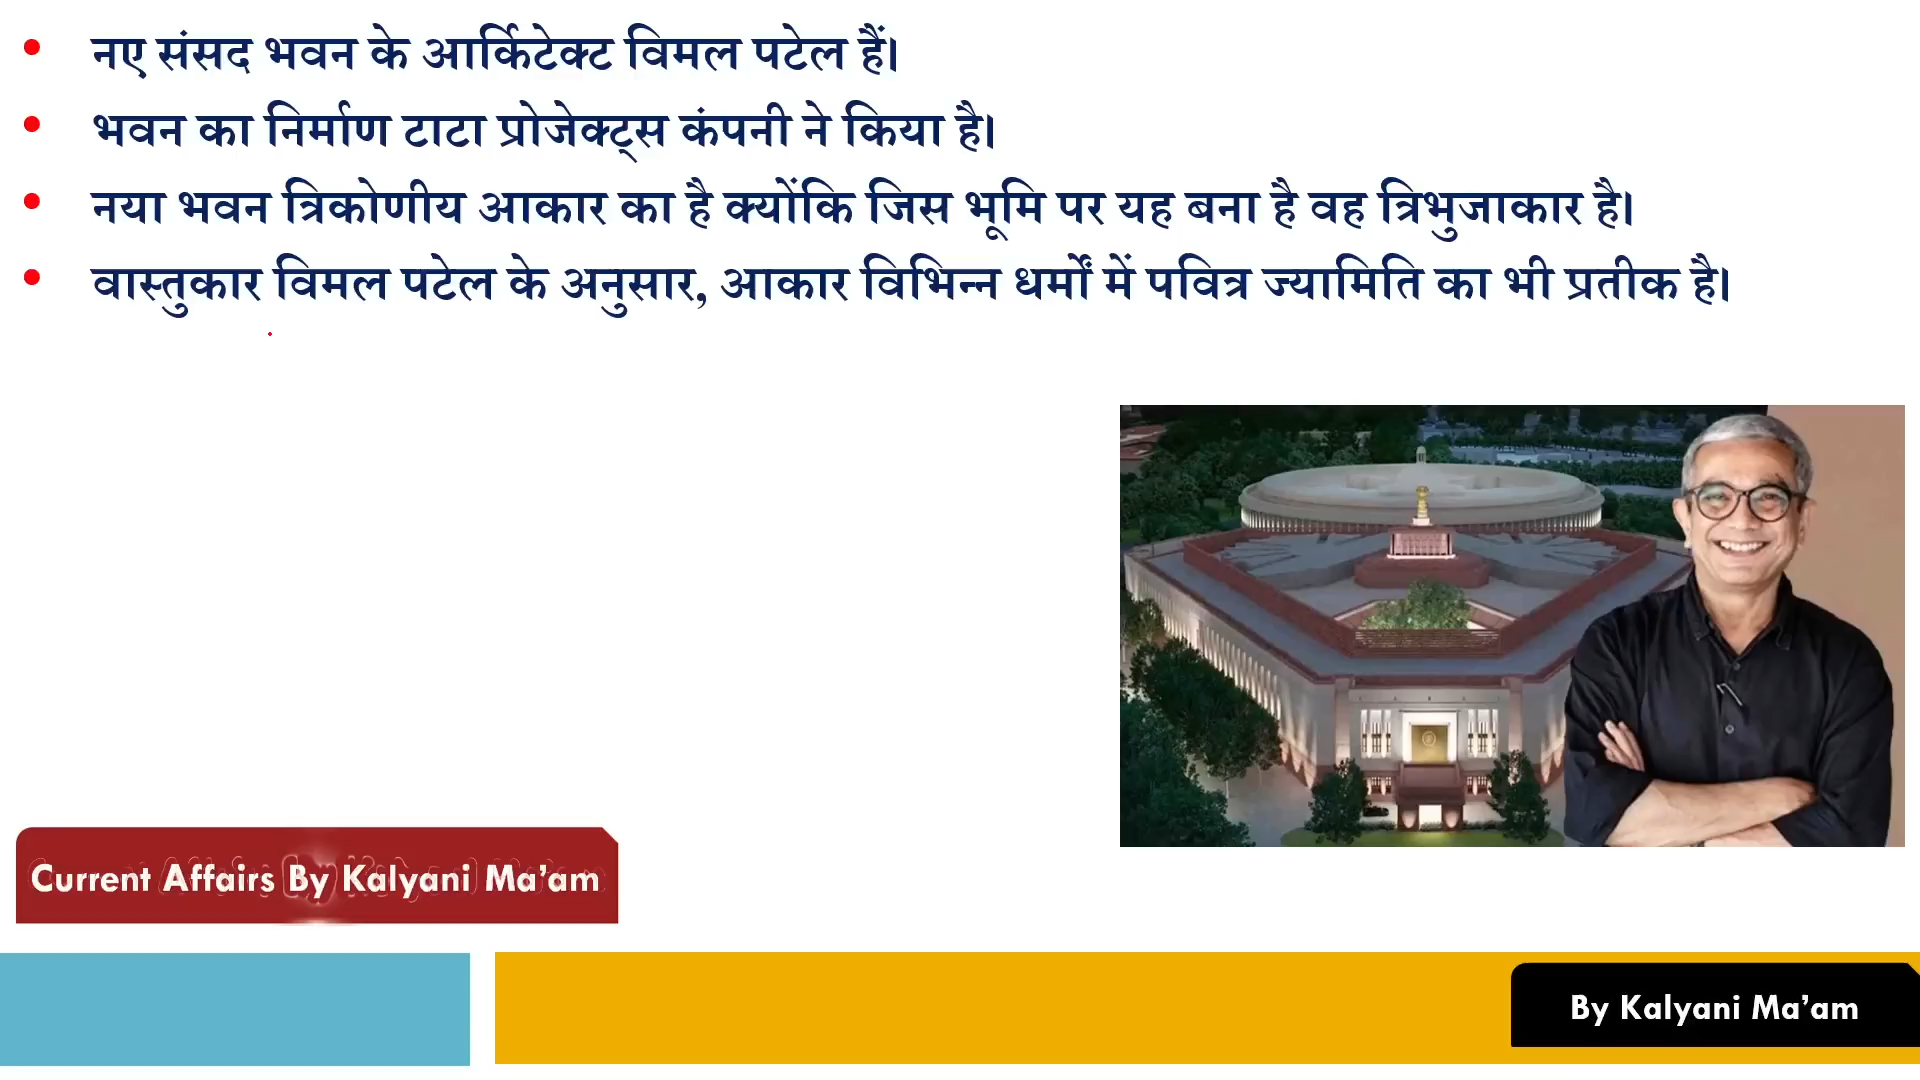 • नए संसद भवन के आर्किटेक्ट विमल पटेल हैं।
• भवन का निर्माण टाटा प्रोजेक्ट्स कंपनी ने किया है।
• नया भवन त्रिकोणीय आकार का है क्योंकि जिस भूमि पर यह बना है वह त्रिभुजाकार है।
• वास्तुकार विमल पटेल के अनुसार, आकार विभिन्न धर्मों में पवित्र ज्यामिति का भी प्रतीक है।
Current Affairs By Kalyani Ma’am
By Kalyani Ma’am